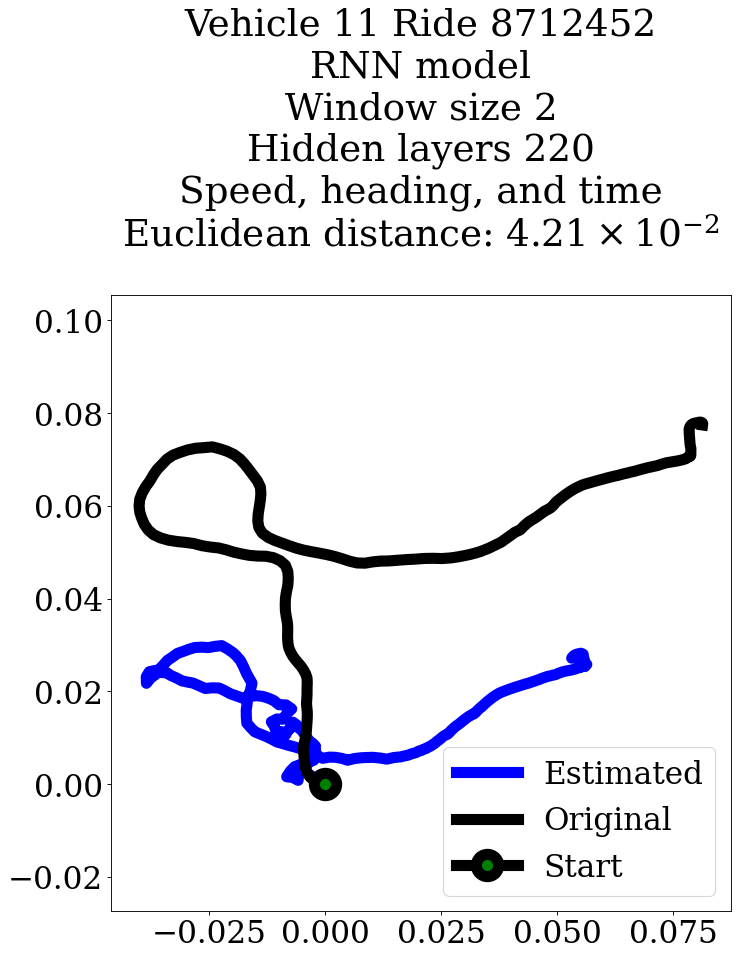 Vehicle 11 Ride 8712452
RNN model
Window size 2
Hidden layers 220
Speed, heading, and time
Euclidean distance: 4.21 × 10⁻²
0.10
0.08
0.06
0.04
0.02
0.00
−0.02
Estimated
Original
Start
−0.025 0.000 0.025 0.050 0.075